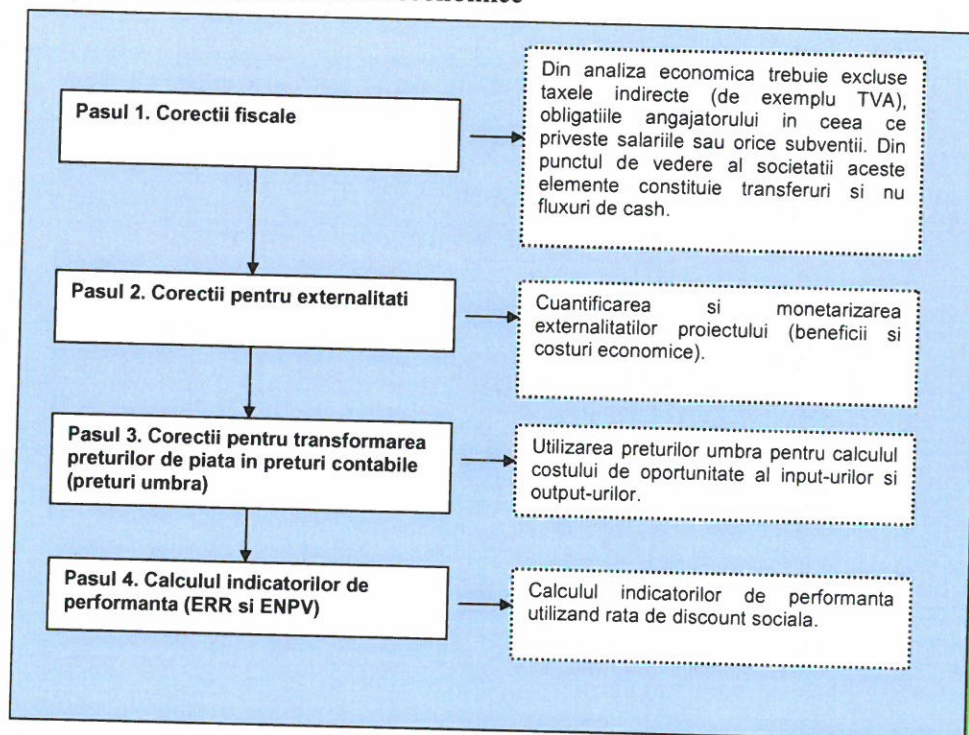 Pasul 1. Corectii fiscale
Din analiza economica trebuie excluse
taxele indirecte (de exemplu TVA),
obligatiile angajatorului in ceea ce
priveste salariile sau orice subventii. Din
punctul de vedere al societatii aceste
elemente constituie transferuri si nu
fluxuri de cash.
Pasul 2. Corectii pentru externalitati
Cuantificarea si monetarizarea
externalitatilor proiectului (beneficii si
costuri economice).
Pasul 3. Corectii pentru transformarea
preturilor de piata in preturi contabile
(preturi umbra)
Utilizarea preturilor umbra pentru calculul
costului de oportunitate al input-urilor si
output-urilor.
Pasul 4. Calculul indicatorilor de
performanta (ERR si ENPV)
Calculul indicatorilor de performanta
utilizand rata de discount sociala.